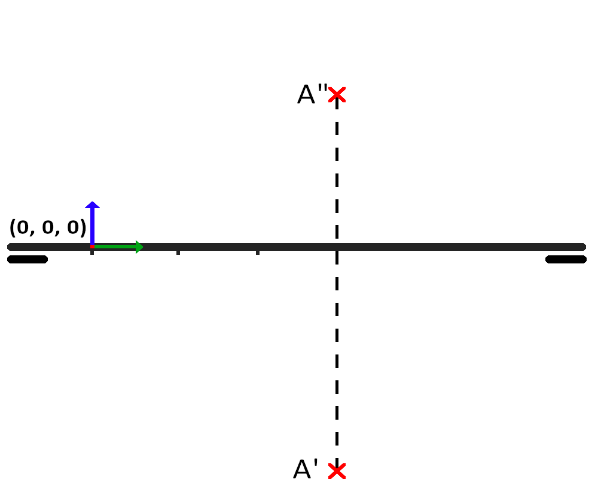 A"
(0, 0, 0)
A'